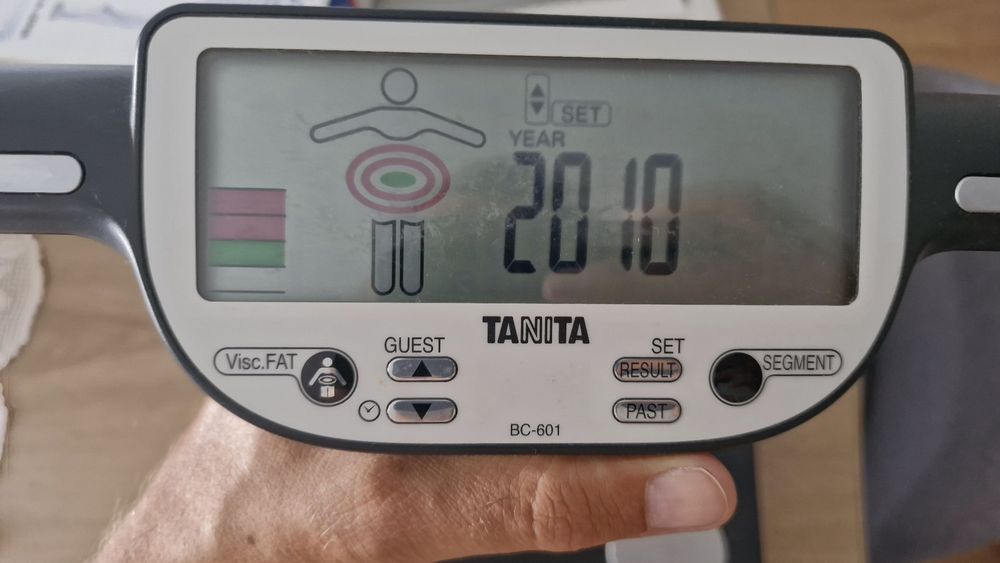 SET
YEAR
2010
TANITA
GUEST
SET
Visc.FAT
RESULT
SEGMENT
PAST
BC-601